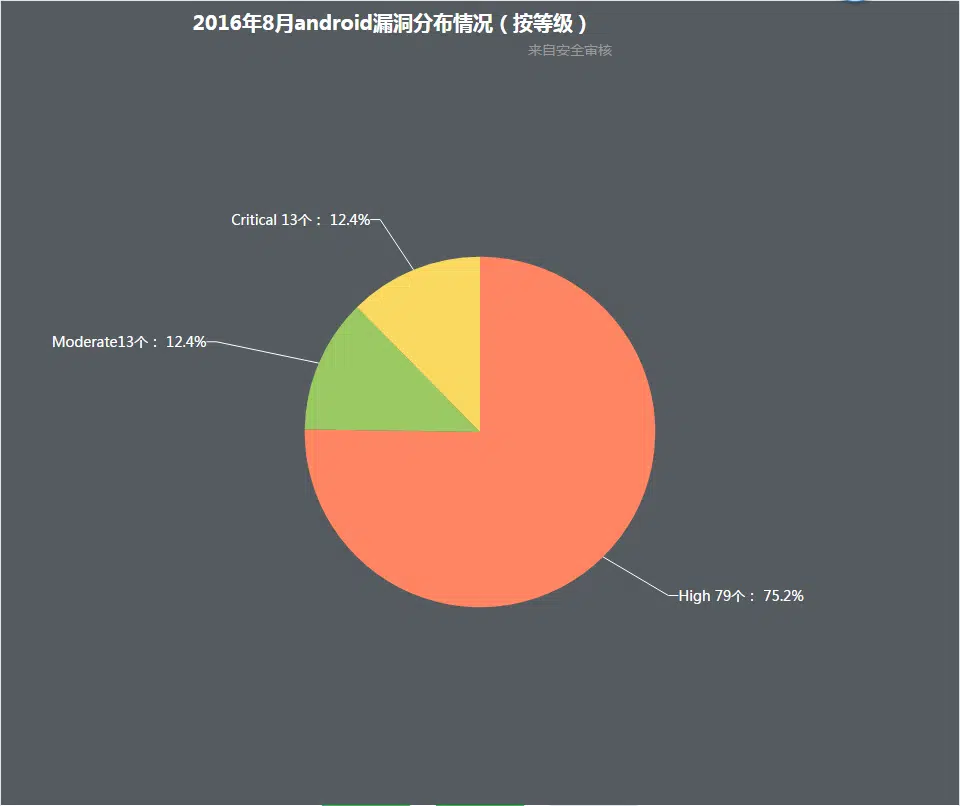 2016年8月android漏洞分布情况（按等级）
来自安全审核
Critical 13个： 12.4%
Moderate13个： 12.4%
High 79个： 75.2%